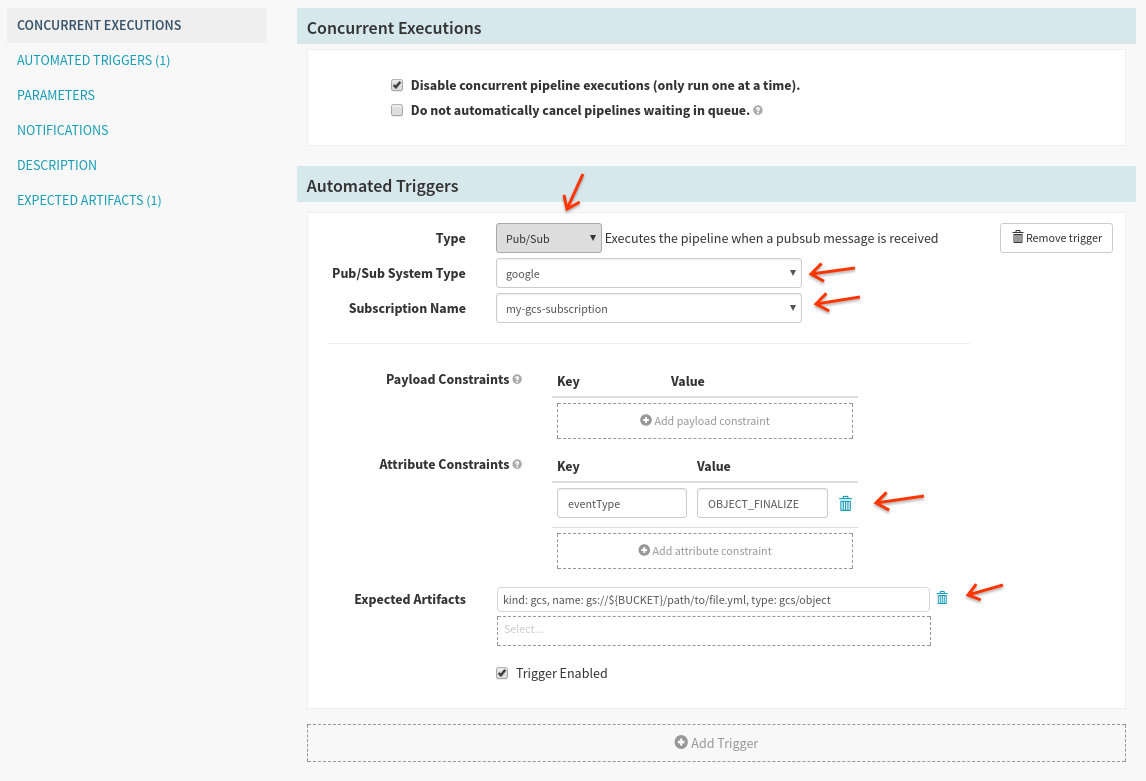 CONCURRENT EXECUTIONS
AUTOMATED TRIGGERS (1)
PARAMETERS
NOTIFICATIONS
DESCRIPTION
EXPECTED ARTIFACTS (1)
Concurrent Executions
Disable concurrent pipeline executions (only run one at a time).
Do not automatically cancel pipelines waiting in queue.
Automated Triggers
Type Pub/Sub Executes the pipeline when a pubsub message is received Remove trigger
Pub/Sub System Type google
Subscription Name my-gcs-subscription
Payload Constraints Key Value
Add payload constraint
Attribute Constraints Key Value
eventType OBJECT_FINALIZE
Add attribute constraint
Expected Artifacts kind: gcs, name: gs://${BUCKET}/path/to/file.yml, type: gcs/object
Select...
Trigger Enabled
Add Trigger